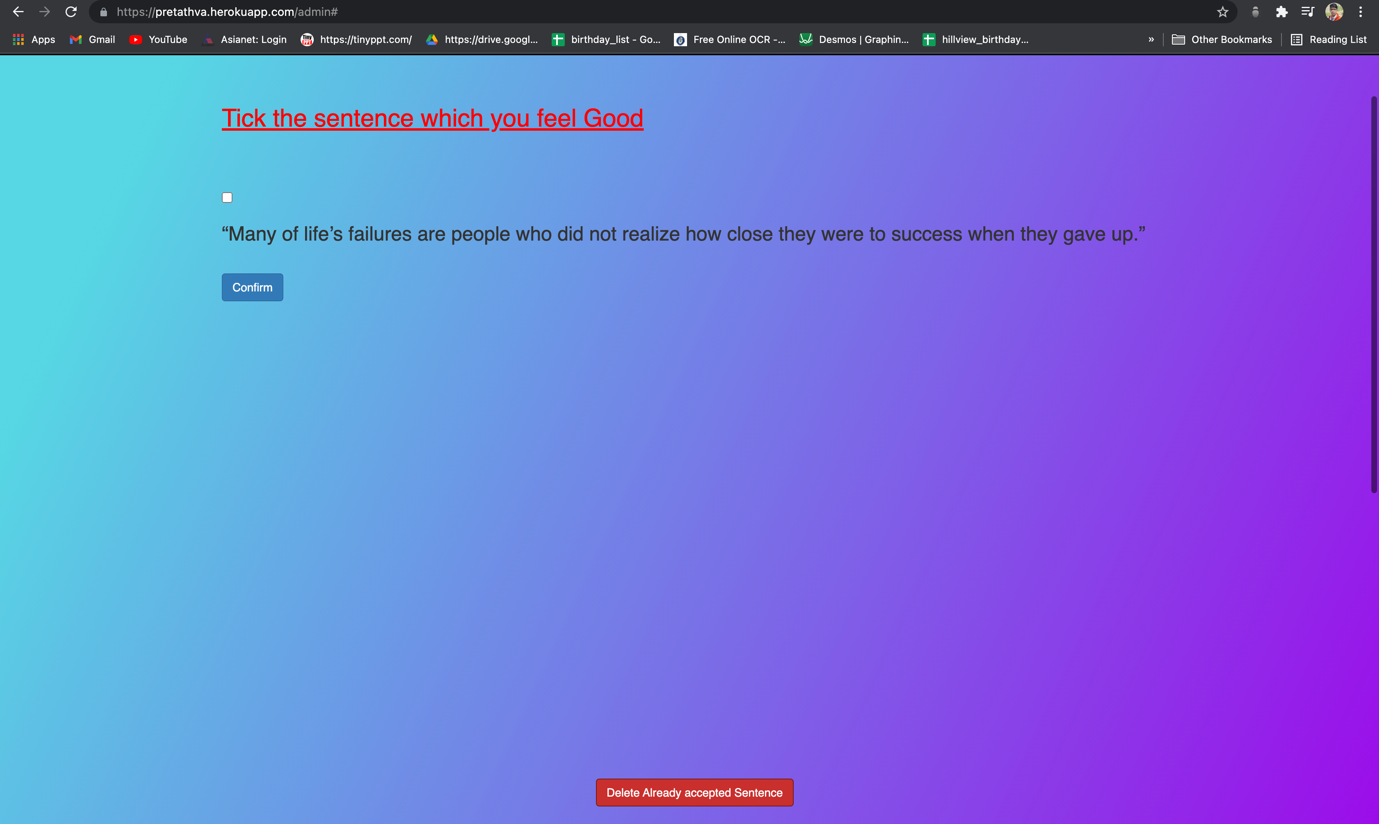 https://pretathva.herokuapp.com/admin#
Apps Gmail YouTube Asianet: Login https://tinyppt.com/ https://drive.googl... birthday_list - Go... Free Online OCR -... Desmos | Graphin... hillview_birthday... » Other Bookmarks Reading List
Tick the sentence which you feel Good
“Many of life’s failures are people who did not realize how close they were to success when they gave up.”
Confirm
Delete Already accepted Sentence